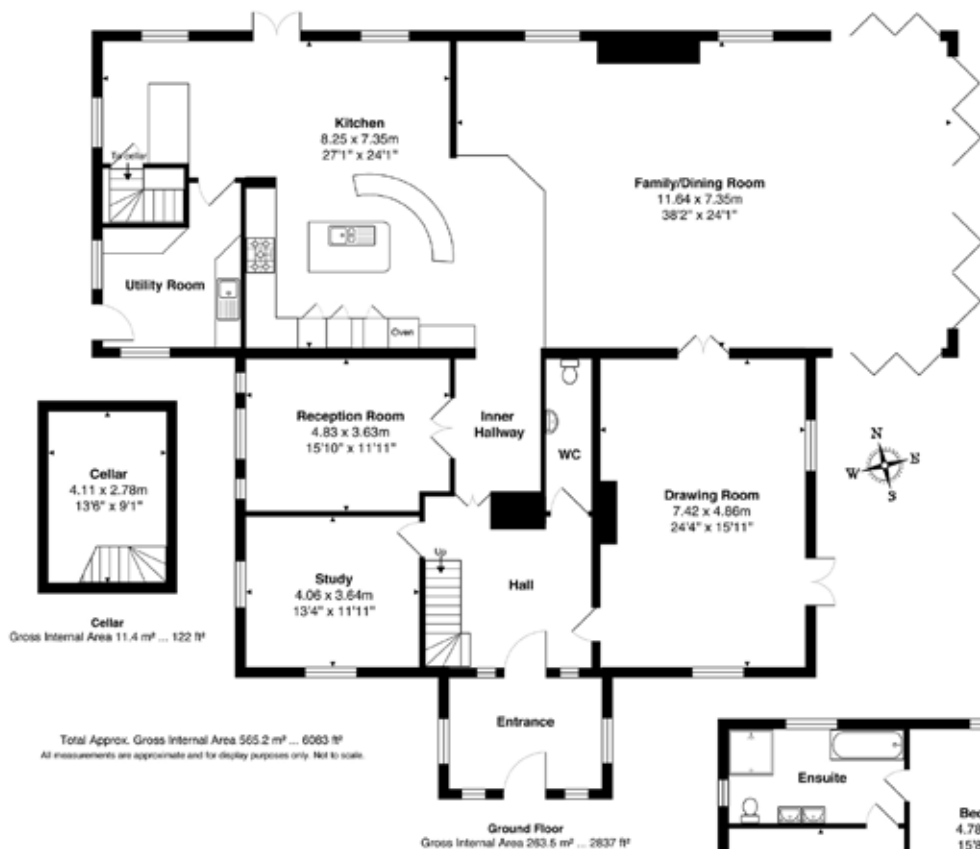 Kitchen
8.25 x 7.35m
27'1" x 24'1"
To cellar
Family/Dining Room
11.64 x 7.35m
38'2" x 24'1"
Utility Room
Oven
Reception Room
4.83 x 3.63m
15'10" x 11'11"
Inner
Hallway
WC
N
W
E
S
Cellar
4.11 x 2.78m
13'6" x 9'1"
Drawing Room
7.42 x 4.86m
24'4" x 15'11"
Up
Study
4.06 x 3.64m
13'4" x 11'11"
Hall
Cellar
Gross Internal Area 11.4 m² ... 122 ft²
Entrance
Total Approx. Gross Internal Area 565.2 m² ... 6083 ft²
All measurements are approximate and for display purposes only. Not to scale.
Ensuite
Ground Floor
Gross Internal Area 263.5 m² ... 2837 ft²
Bed
4.78